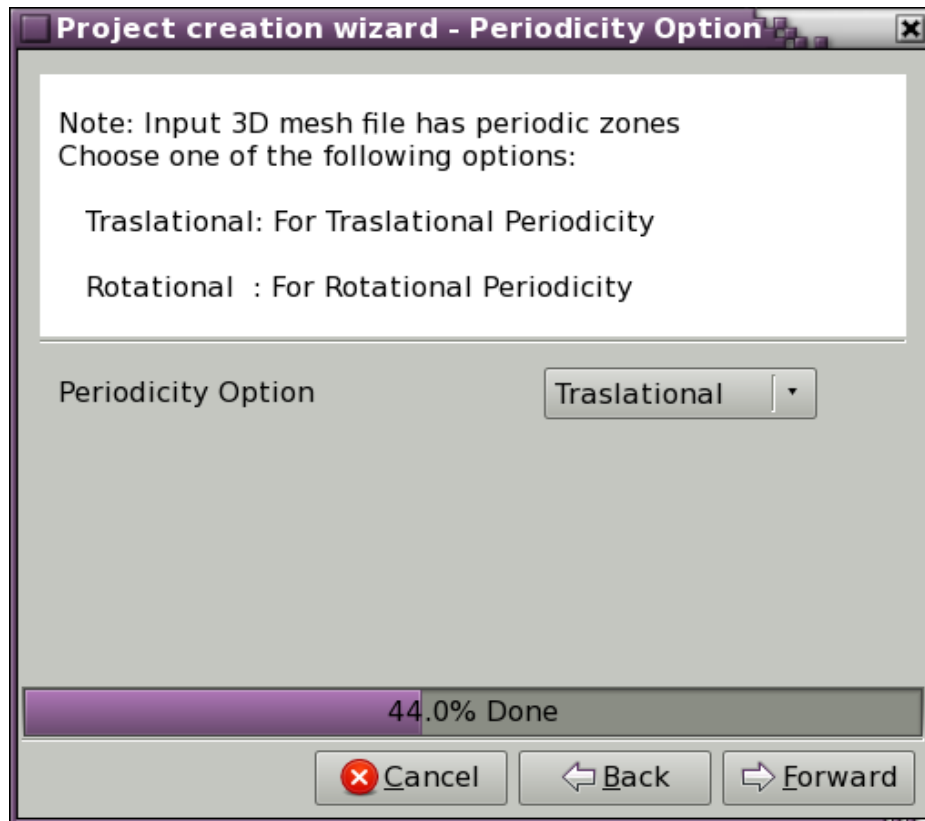 Project creation wizard - Periodicity Option
Note: Input 3D mesh file has periodic zones
Choose one of the following options:
Traslational: For Traslational Periodicity
Rotational : For Rotational Periodicity
Periodicity Option
Traslational
44.0% Done
Cancel
Back
Forward